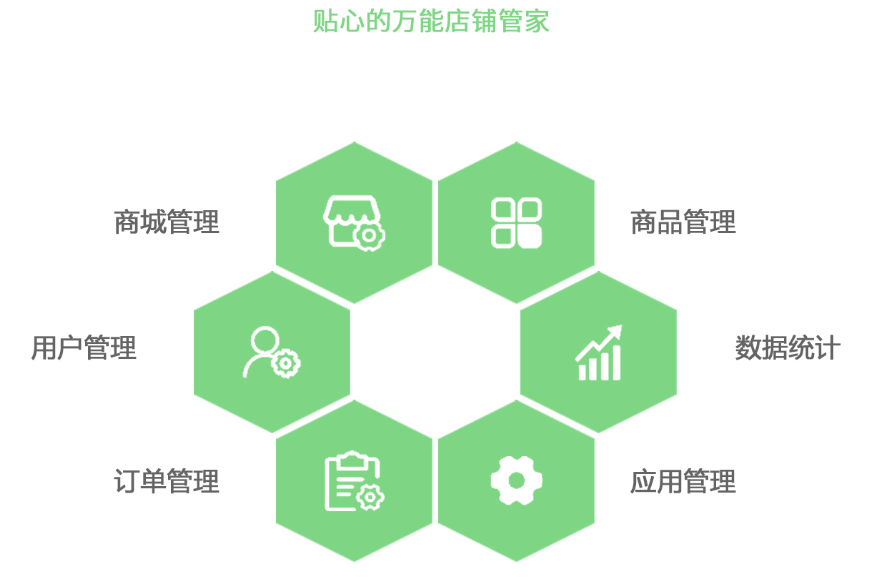 贴心的万能店铺管家
商城管理
商品管理
用户管理
数据统计
订单管理
应用管理